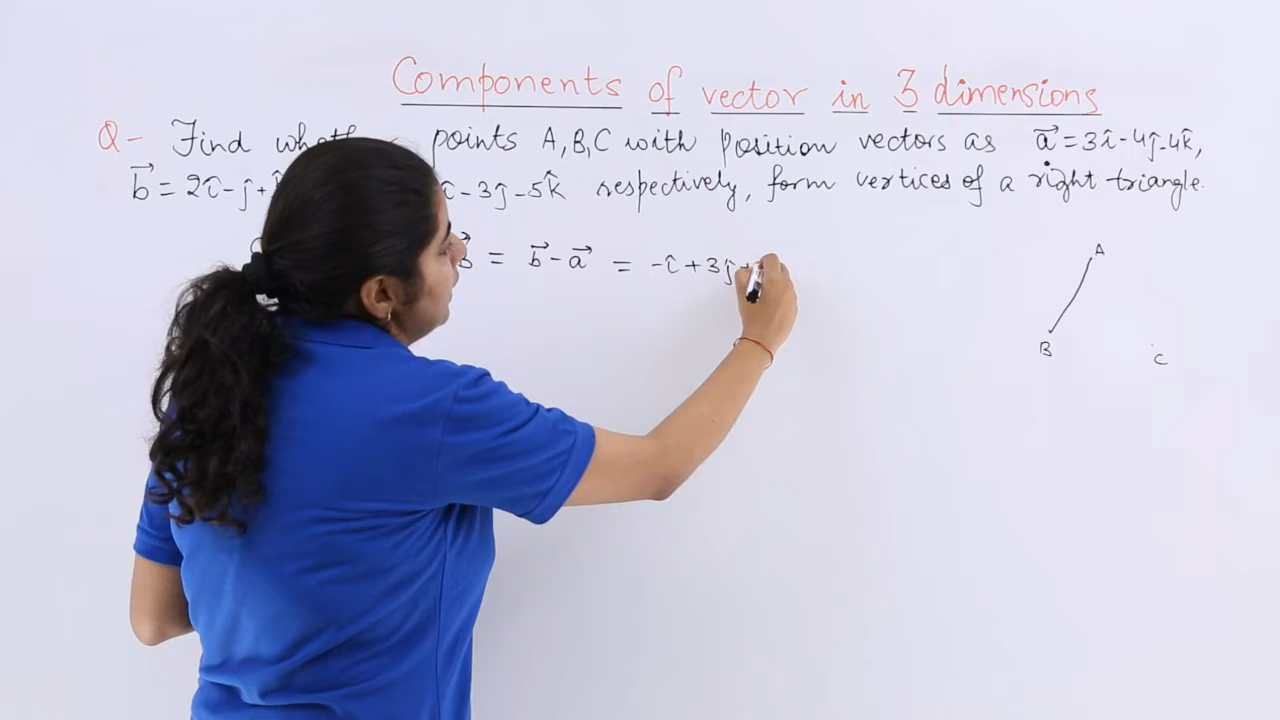 Components of vector in 3 dimensions
Q- Find points A, B, C with position vectors as a⃗ = 3î - 4ĵ - 4k̂,
b⃗ = 2î - ĵ + - 3ĵ - 5k̂ respectively, form vertices of a right triangle.
B⃗ = b⃗ - a⃗ = -î + 3ĵ +
A
B
C